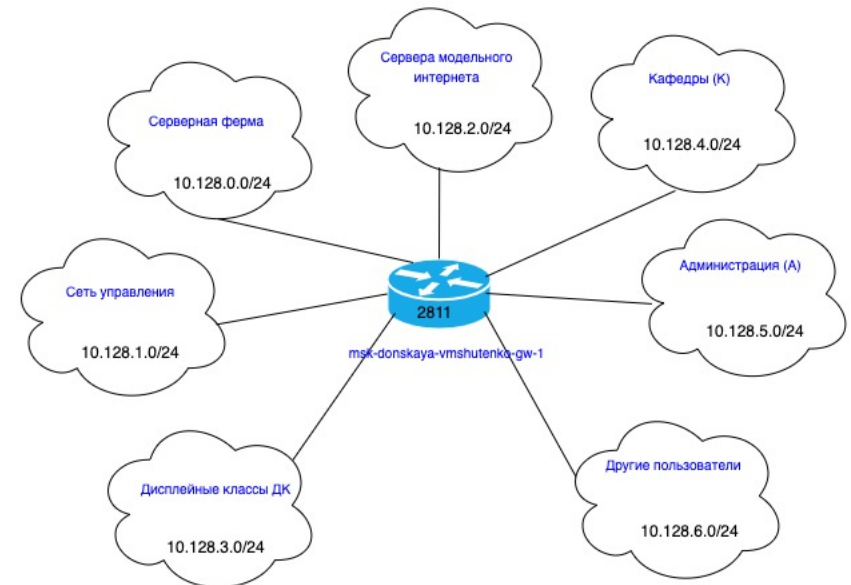 Сервера модельного
интернета
10.128.2.0/24
Кафедры (К)
10.128.4.0/24
Серверная ферма
10.128.0.0/24
Администрация (А)
10.128.5.0/24
Сеть управления
10.128.1.0/24
2811
msk-donskaya-vmshutenko-gw-1
Другие пользователи
10.128.6.0/24
Дисплейные классы ДК
10.128.3.0/24